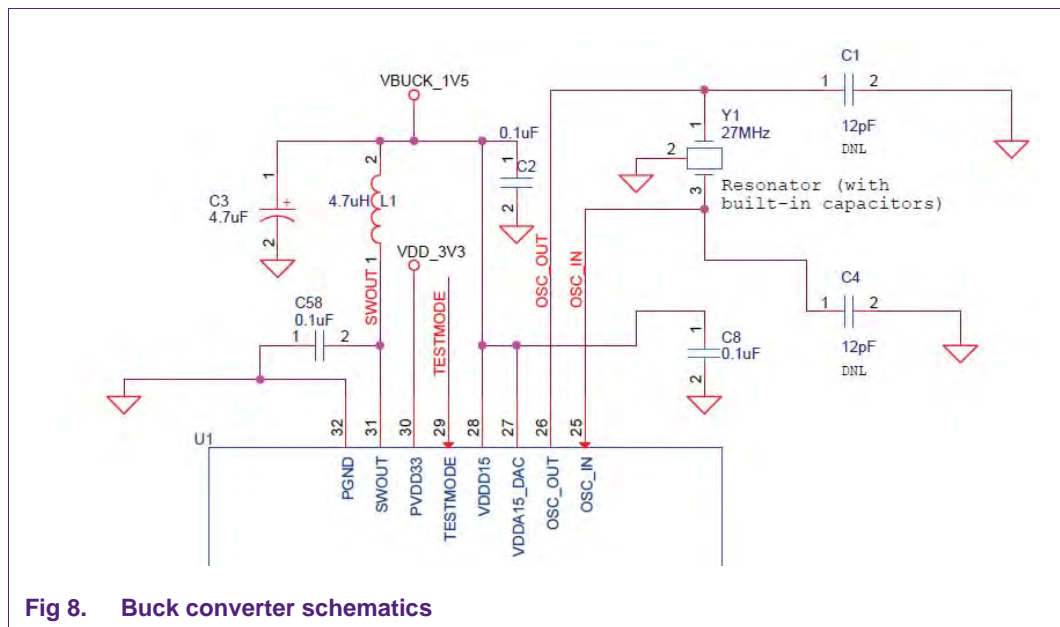 VBUCK_1V5
C1
1 2
12pF
DNL
1
Y1
27MHz
2
3
Resonator (with
built-in capacitors)
0.1uF
1
C2
2
2
4.7uH L1
1
1
C3
4.7uF
+
2
VDD_3V3
SWOUT
TESTMODE
OSC_OUT
OSC_IN
C4
1 2
12pF
DNL
C58
0.1uF
1 2
1
C8
0.1uF
2
32
31
30
29
28
27
26
25
U1
PGND
SWOUT
PVDD33
TESTMODE
VDDD15
VDDA15_DAC
OSC_OUT
OSC_IN
Fig 8. Buck converter schematics